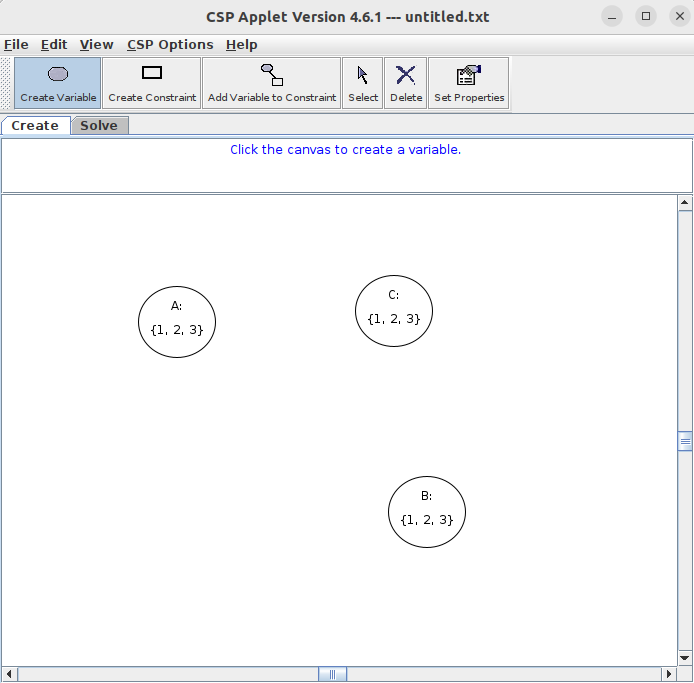 CSP Applet Version 4.6.1 --- untitled.txt
File Edit View CSP Options Help
Create Variable Create Constraint Add Variable to Constraint Select Delete Set Properties
Create Solve
Click the canvas to create a variable.
A:
{1, 2, 3}
C:
{1, 2, 3}
B:
{1, 2, 3}